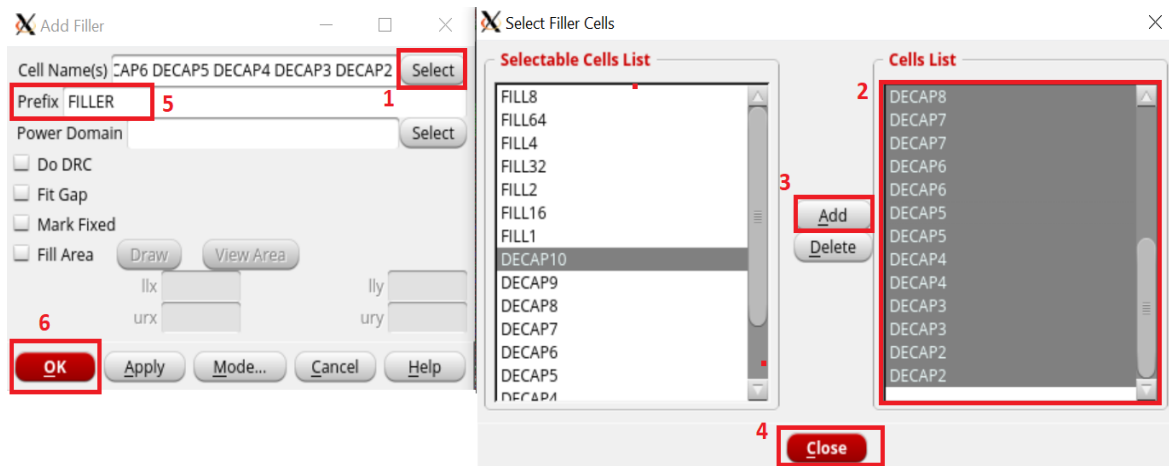 Add Filler
Cell Name(s) CAP6 DECAP5 DECAP4 DECAP3 DECAP2 Select
1
Prefix FILLER 5
Power Domain Select
Do DRC
Fit Gap
Mark Fixed
Fill Area Draw View Area
llx lly
urx ury
6
OK Apply Mode... Cancel Help
Select Filler Cells
Selectable Cells List
FILL8
FILL64
FILL4
FILL32
FILL2
FILL16
FILL1
DECAP10
DECAP9
DECAP8
DECAP7
DECAP6
DECAP5
DECAP4
3
Add
Delete
Cells List
2
DECAP8
DECAP7
DECAP7
DECAP6
DECAP6
DECAP5
DECAP5
DECAP4
DECAP4
DECAP3
DECAP3
DECAP2
DECAP2
4
Close